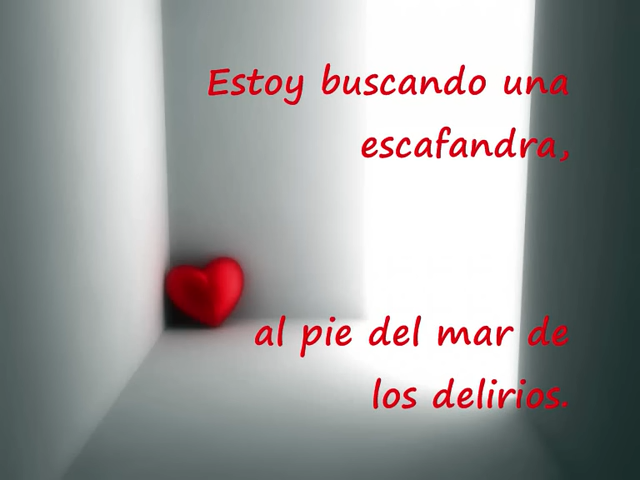 Estoy buscando una
escafandra,
al pie del mar de
los delirios.